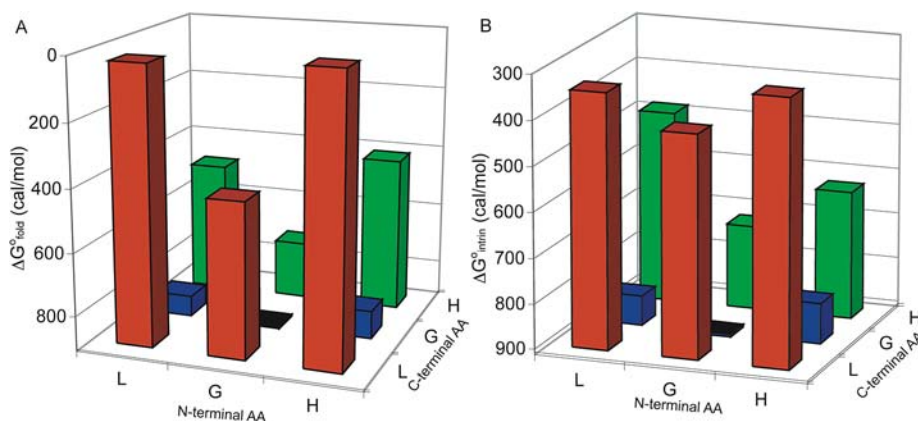 A
0
200
400
600
800
ΔG°fold (cal/mol)
L
G
H
N-terminal AA
L
G
H
C-terminal AA
B
300
400
500
600
700
800
900
ΔG°intrin (cal/mol)
L
G
H
N-terminal AA
L
G
H
C-terminal AA